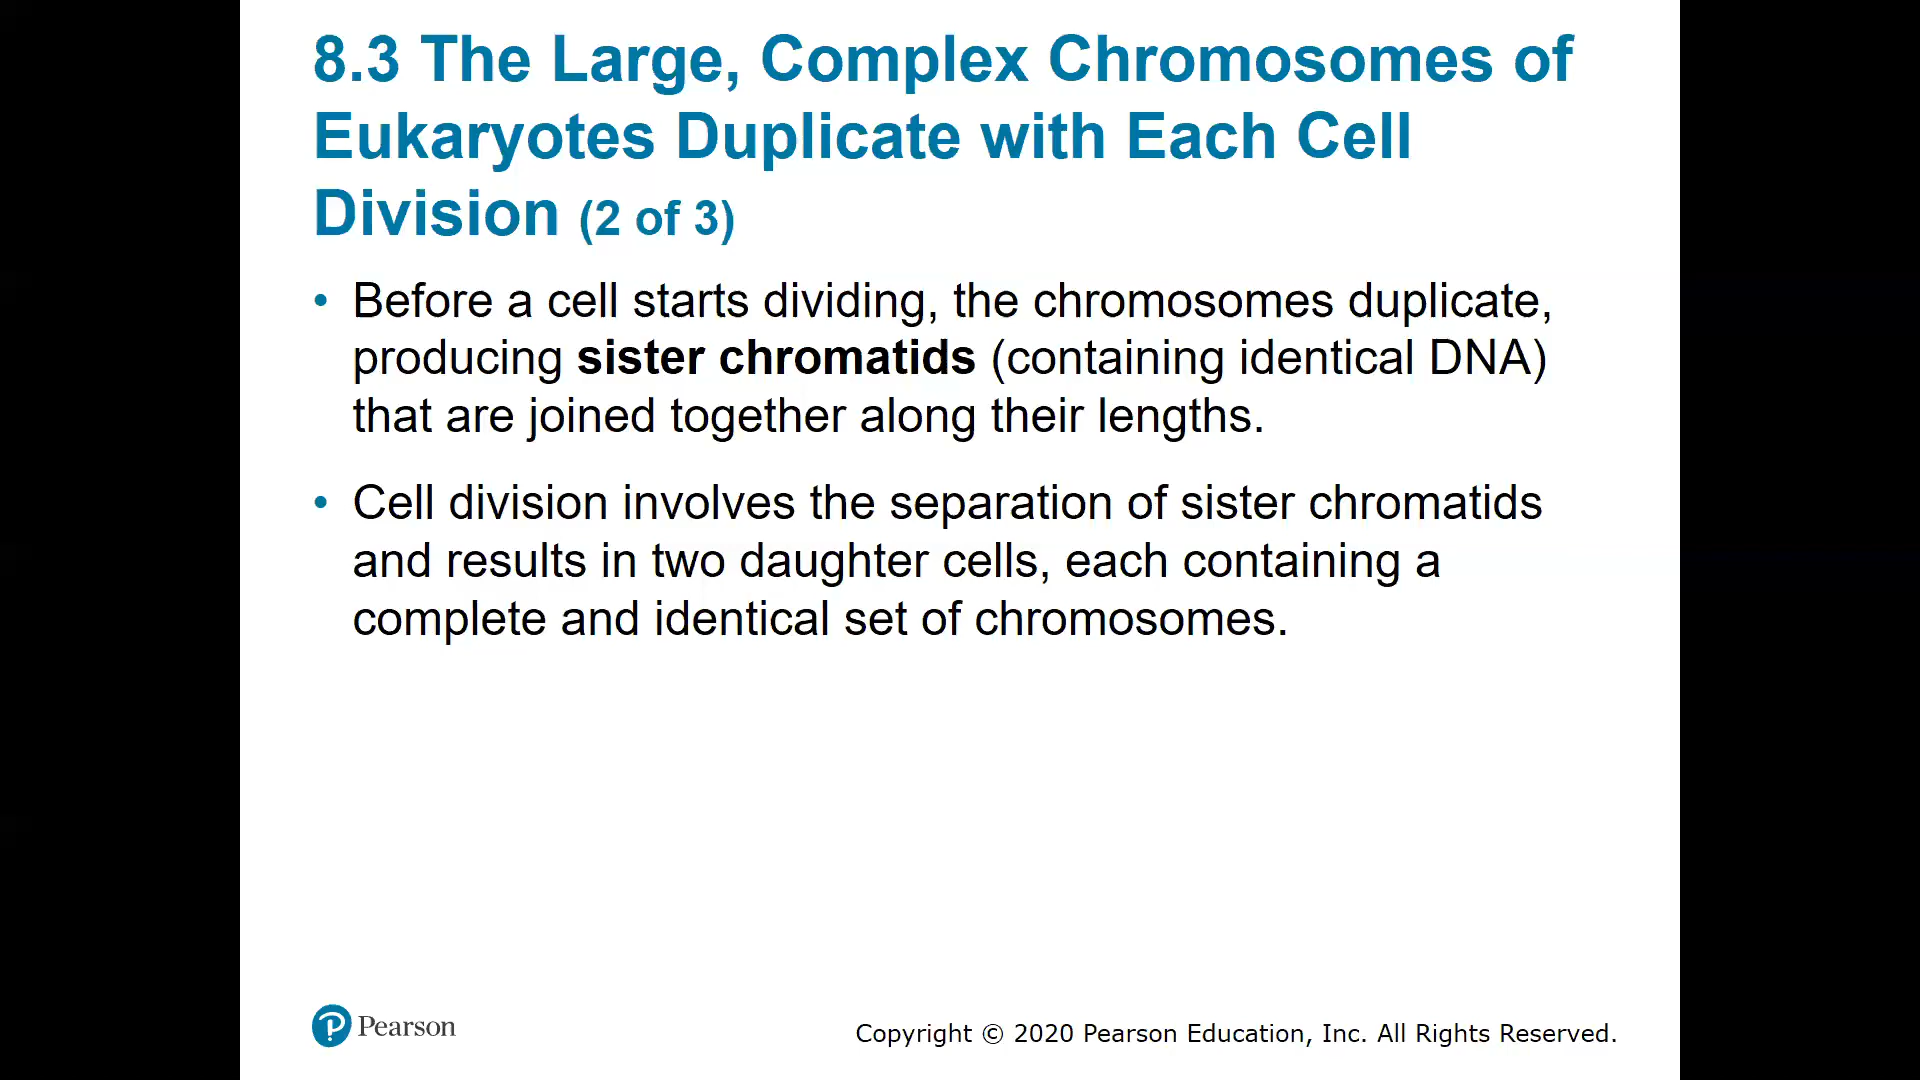 8.3 The Large, Complex Chromosomes of
Eukaryotes Duplicate with Each Cell
Division (2 of 3)
• Before a cell starts dividing, the chromosomes duplicate,
producing sister chromatids (containing identical DNA)
that are joined together along their lengths.
• Cell division involves the separation of sister chromatids
and results in two daughter cells, each containing a
complete and identical set of chromosomes.
Pearson
Copyright © 2020 Pearson Education, Inc. All Rights Reserved.